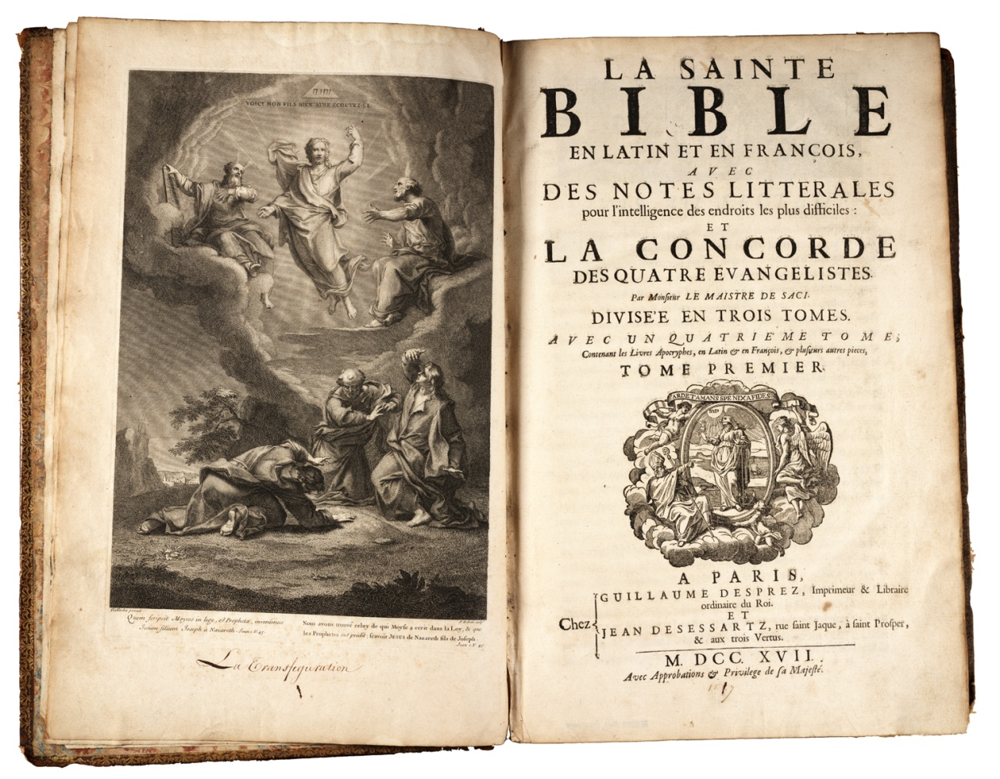 יהוה
VOICY MON FILS BIEN AIMÉ ECOUTEZ-LE
Quem scripsit Moyses in lege, et Prophetæ, invenimus
Jesum filium Joseph à Nazareth. Joan. 1. v. 45.
Nous avons trouvé celuy de qui Moyse a ecrit dans la Loy, & que
les Prophetes ont predit; sçavoir JESUS de Nazareth fils de Joseph.
Jean 1. v. 45.
La Transfiguration
LA SAINTE
BIBLE
EN LATIN ET EN FRANÇOIS,
AVEC
DES NOTES LITTERALES
pour l'intelligence des endroits les plus difficiles :
ET
LA CONCORDE
DES QUATRE EVANGELISTES.
Par Monsieur LE MAISTRE DE SACI.
DIVISE'E EN TROIS TOMES.
AVEC UN QUATRIE'ME TOME,
Contenant les Livres Apocryphes, en Latin & en François, & plusieurs autres pieces,
TOME PREMIER.
ARDET AMANS SPE NIXA FIDES
A PARIS,
Chez
GUILLAUME DESPREZ, Imprimeur & Libraire
ordinaire du Roi.
ET
JEAN DESESSARTZ, rue saint Jaque, à saint Prosper,
& aux trois Vertus.
M. DCC. XVII.
Avec Approbations & Privilege de sa Majesté.
1717